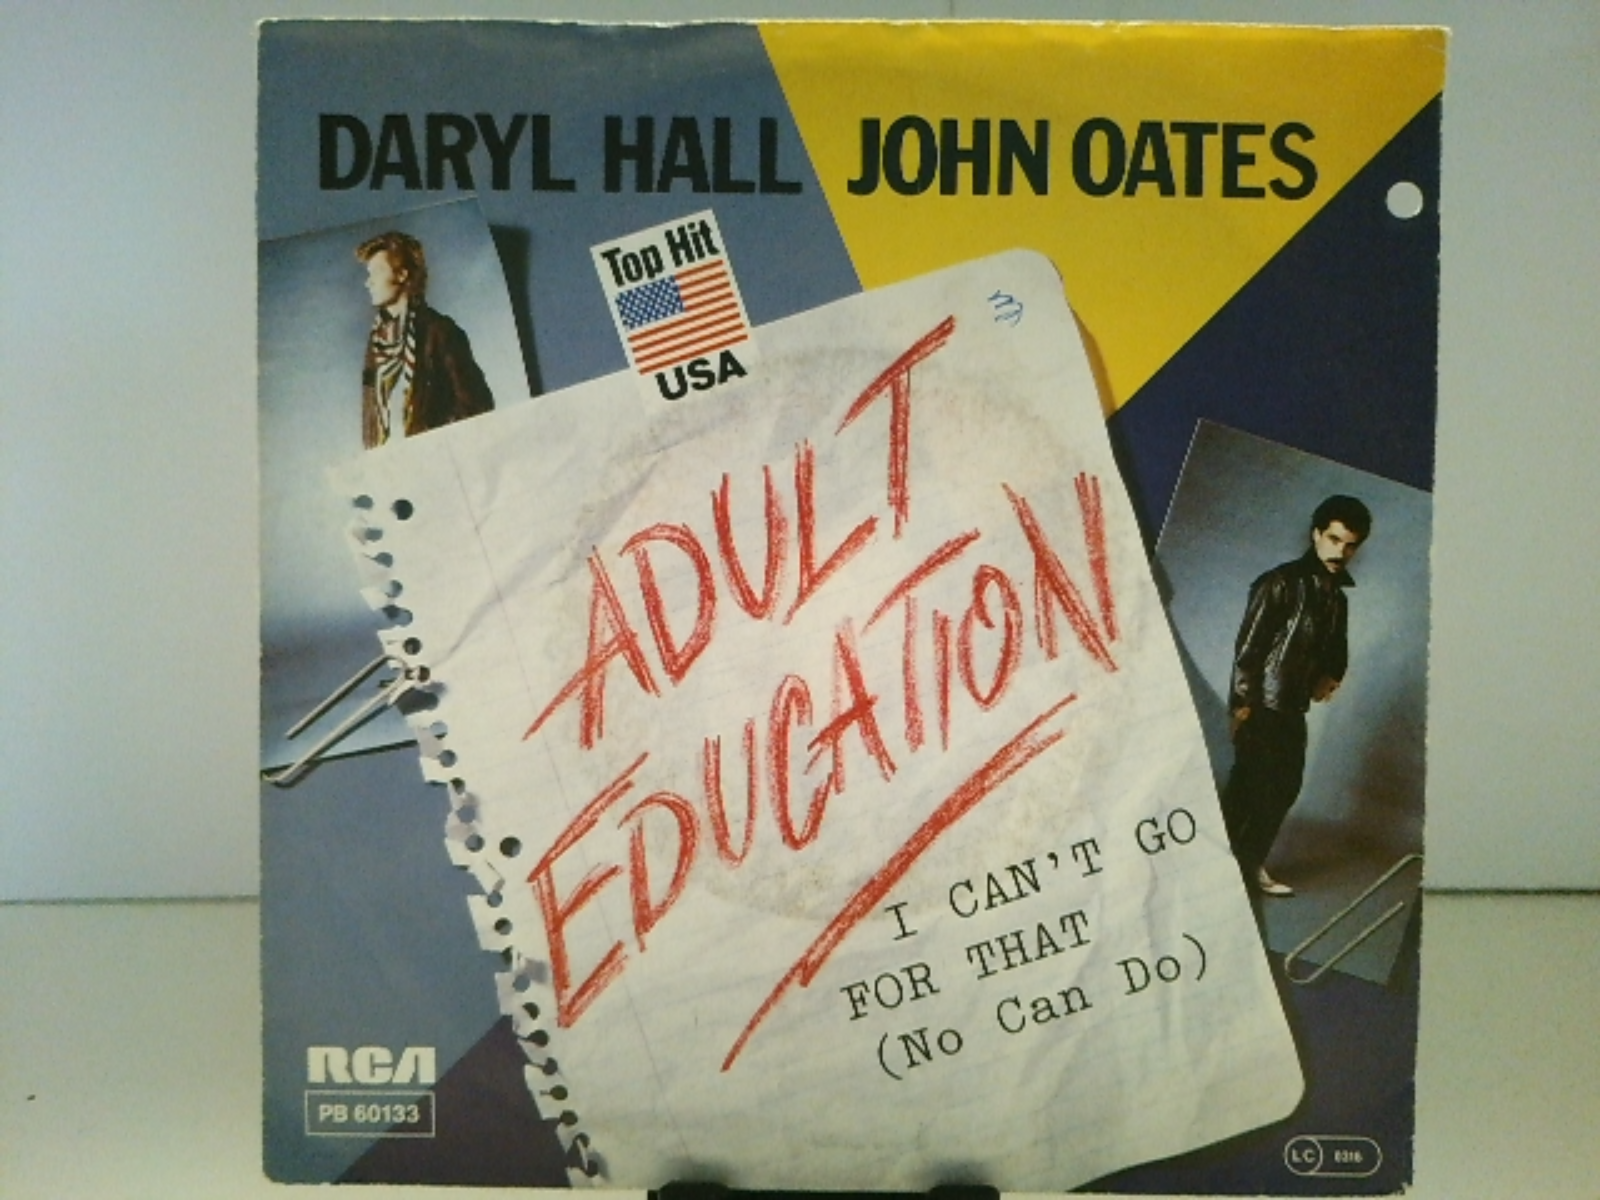 DARYL HALL JOHN OATES
Top Hit
USA
ADULT
EDUCATION
I CAN'T GO
FOR THAT
(No Can Do)
RCA
PB 60133
LC 0316